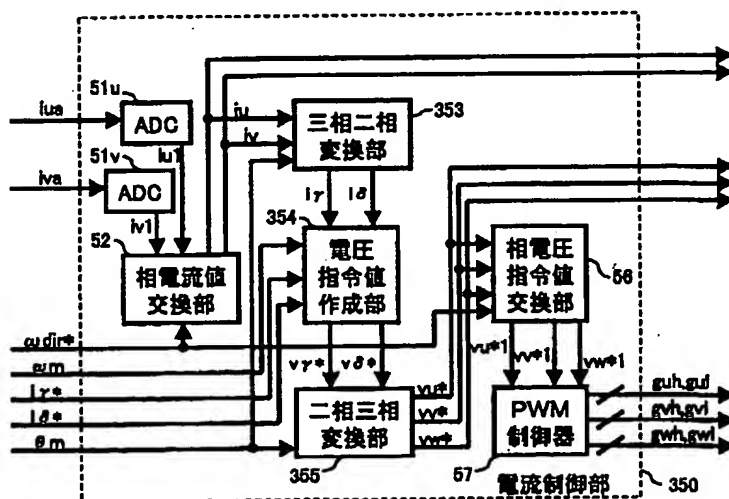 51u
iua
ADC
iu
353
三相二相
変換部
51v
iu1
iv
iva
ADC
iγ
iδ
iv1
354
52
電圧
指令値
作成部
相電圧
指令値
交換部
56
相電流値
交換部
ωdir*
ωm
iγ*
iδ*
θm
vγ*
vδ*
vu*1
vv*1
vw*1
二相三相
変換部
vu*
vv*
vw*
PWM
制御器
guh,gul
gvh,gvl
gwh,gwl
355
57
電流制御部
350